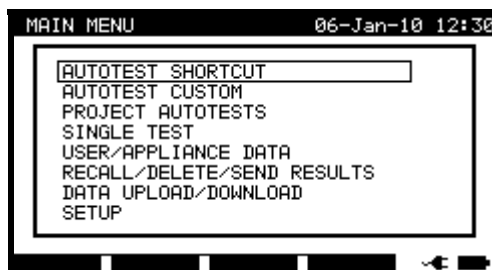 MAIN MENU 06-Jan-10 12:30
AUTOTEST SHORTCUT
AUTOTEST CUSTOM
PROJECT AUTOTESTS
SINGLE TEST
USER/APPLIANCE DATA
RECALL/DELETE/SEND RESULTS
DATA UPLOAD/DOWNLOAD
SETUP